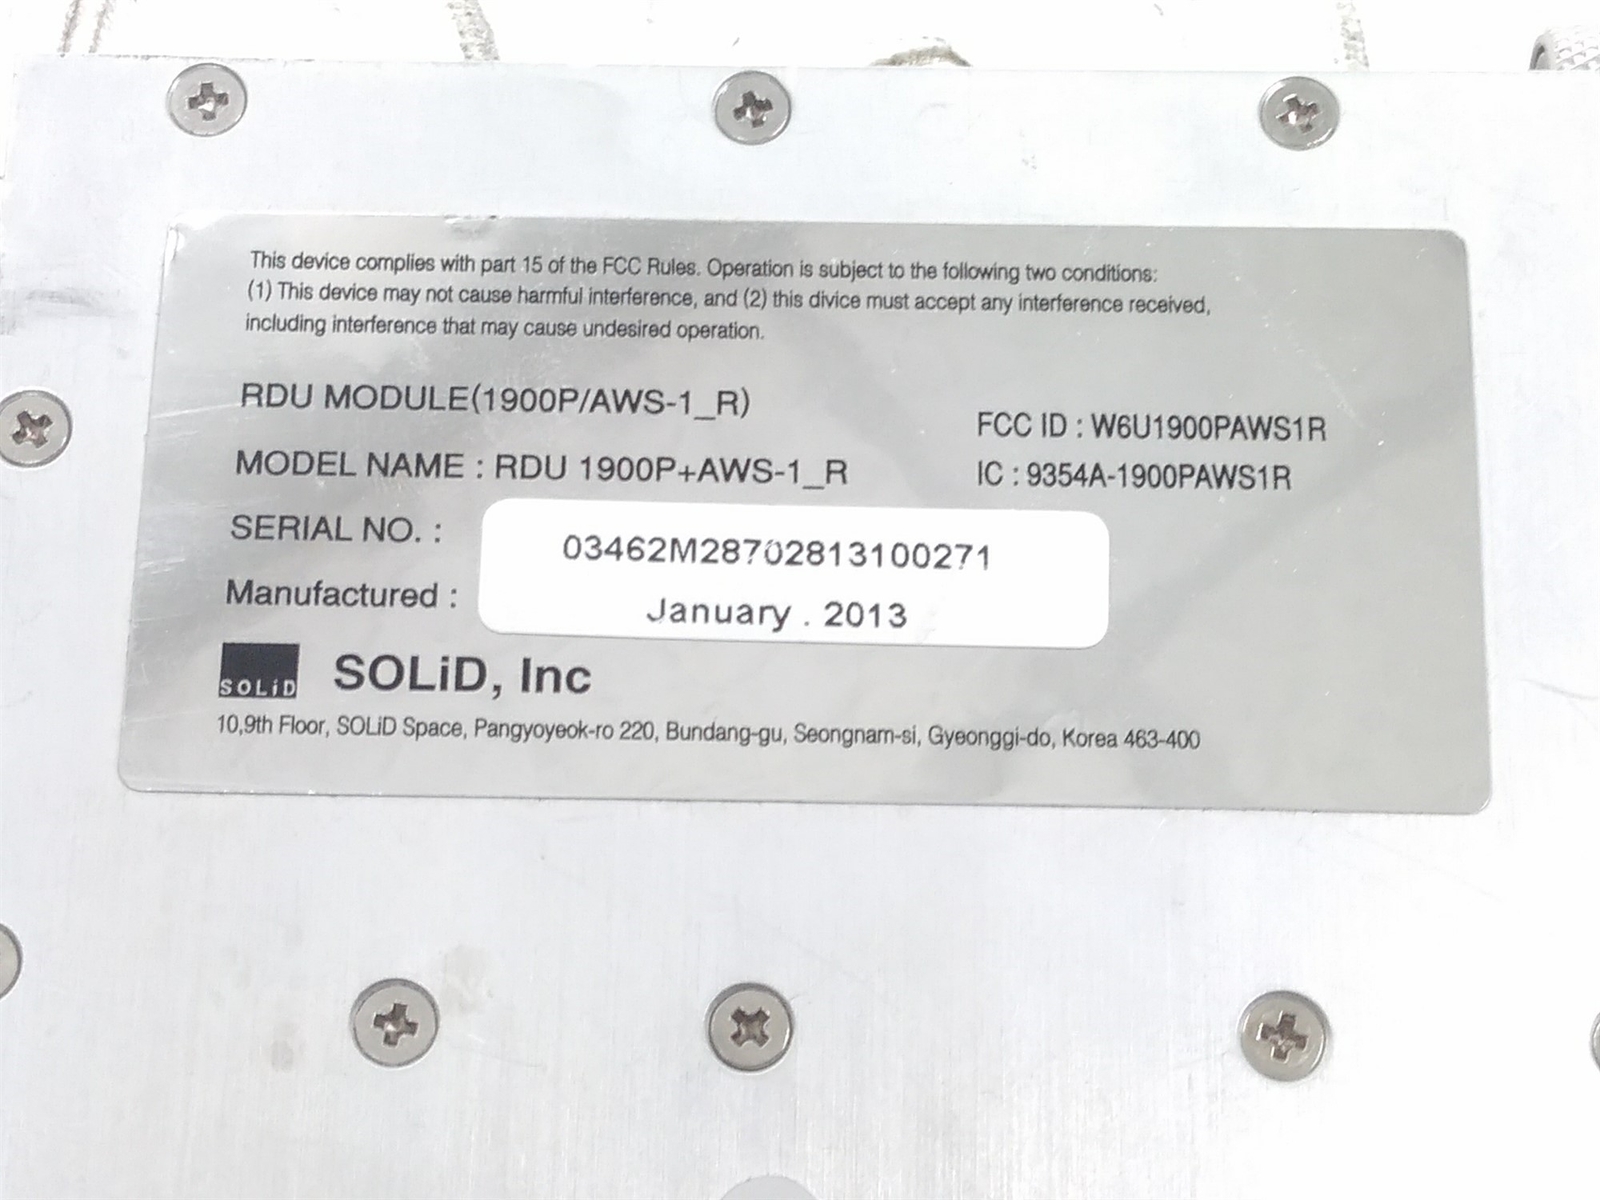 This device complies with part 15 of the FCC Rules. Operation is subject to the following two conditions:
(1) This device may not cause harmful interference, and (2) this divice must accept any interference received,
including interference that may cause undesired operation.
RDU MODULE(1900P/AWS-1_R)
FCC ID : W6U1900PAWS1R
MODEL NAME : RDU 1900P+AWS-1_R
IC : 9354A-1900PAWS1R
SERIAL NO. : 03462M28702813100271
Manufactured : January . 2013
SOLiD SOLiD, Inc
10,9th Floor, SOLiD Space, Pangyoyeok-ro 220, Bundang-gu, Seongnam-si, Gyeonggi-do, Korea 463-400